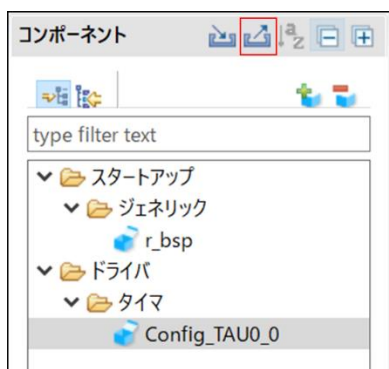 コンポーネント
a z
type filter text
スタートアップ
ジェネリック
r_bsp
ドライバ
タイマ
Config_TAU0_0